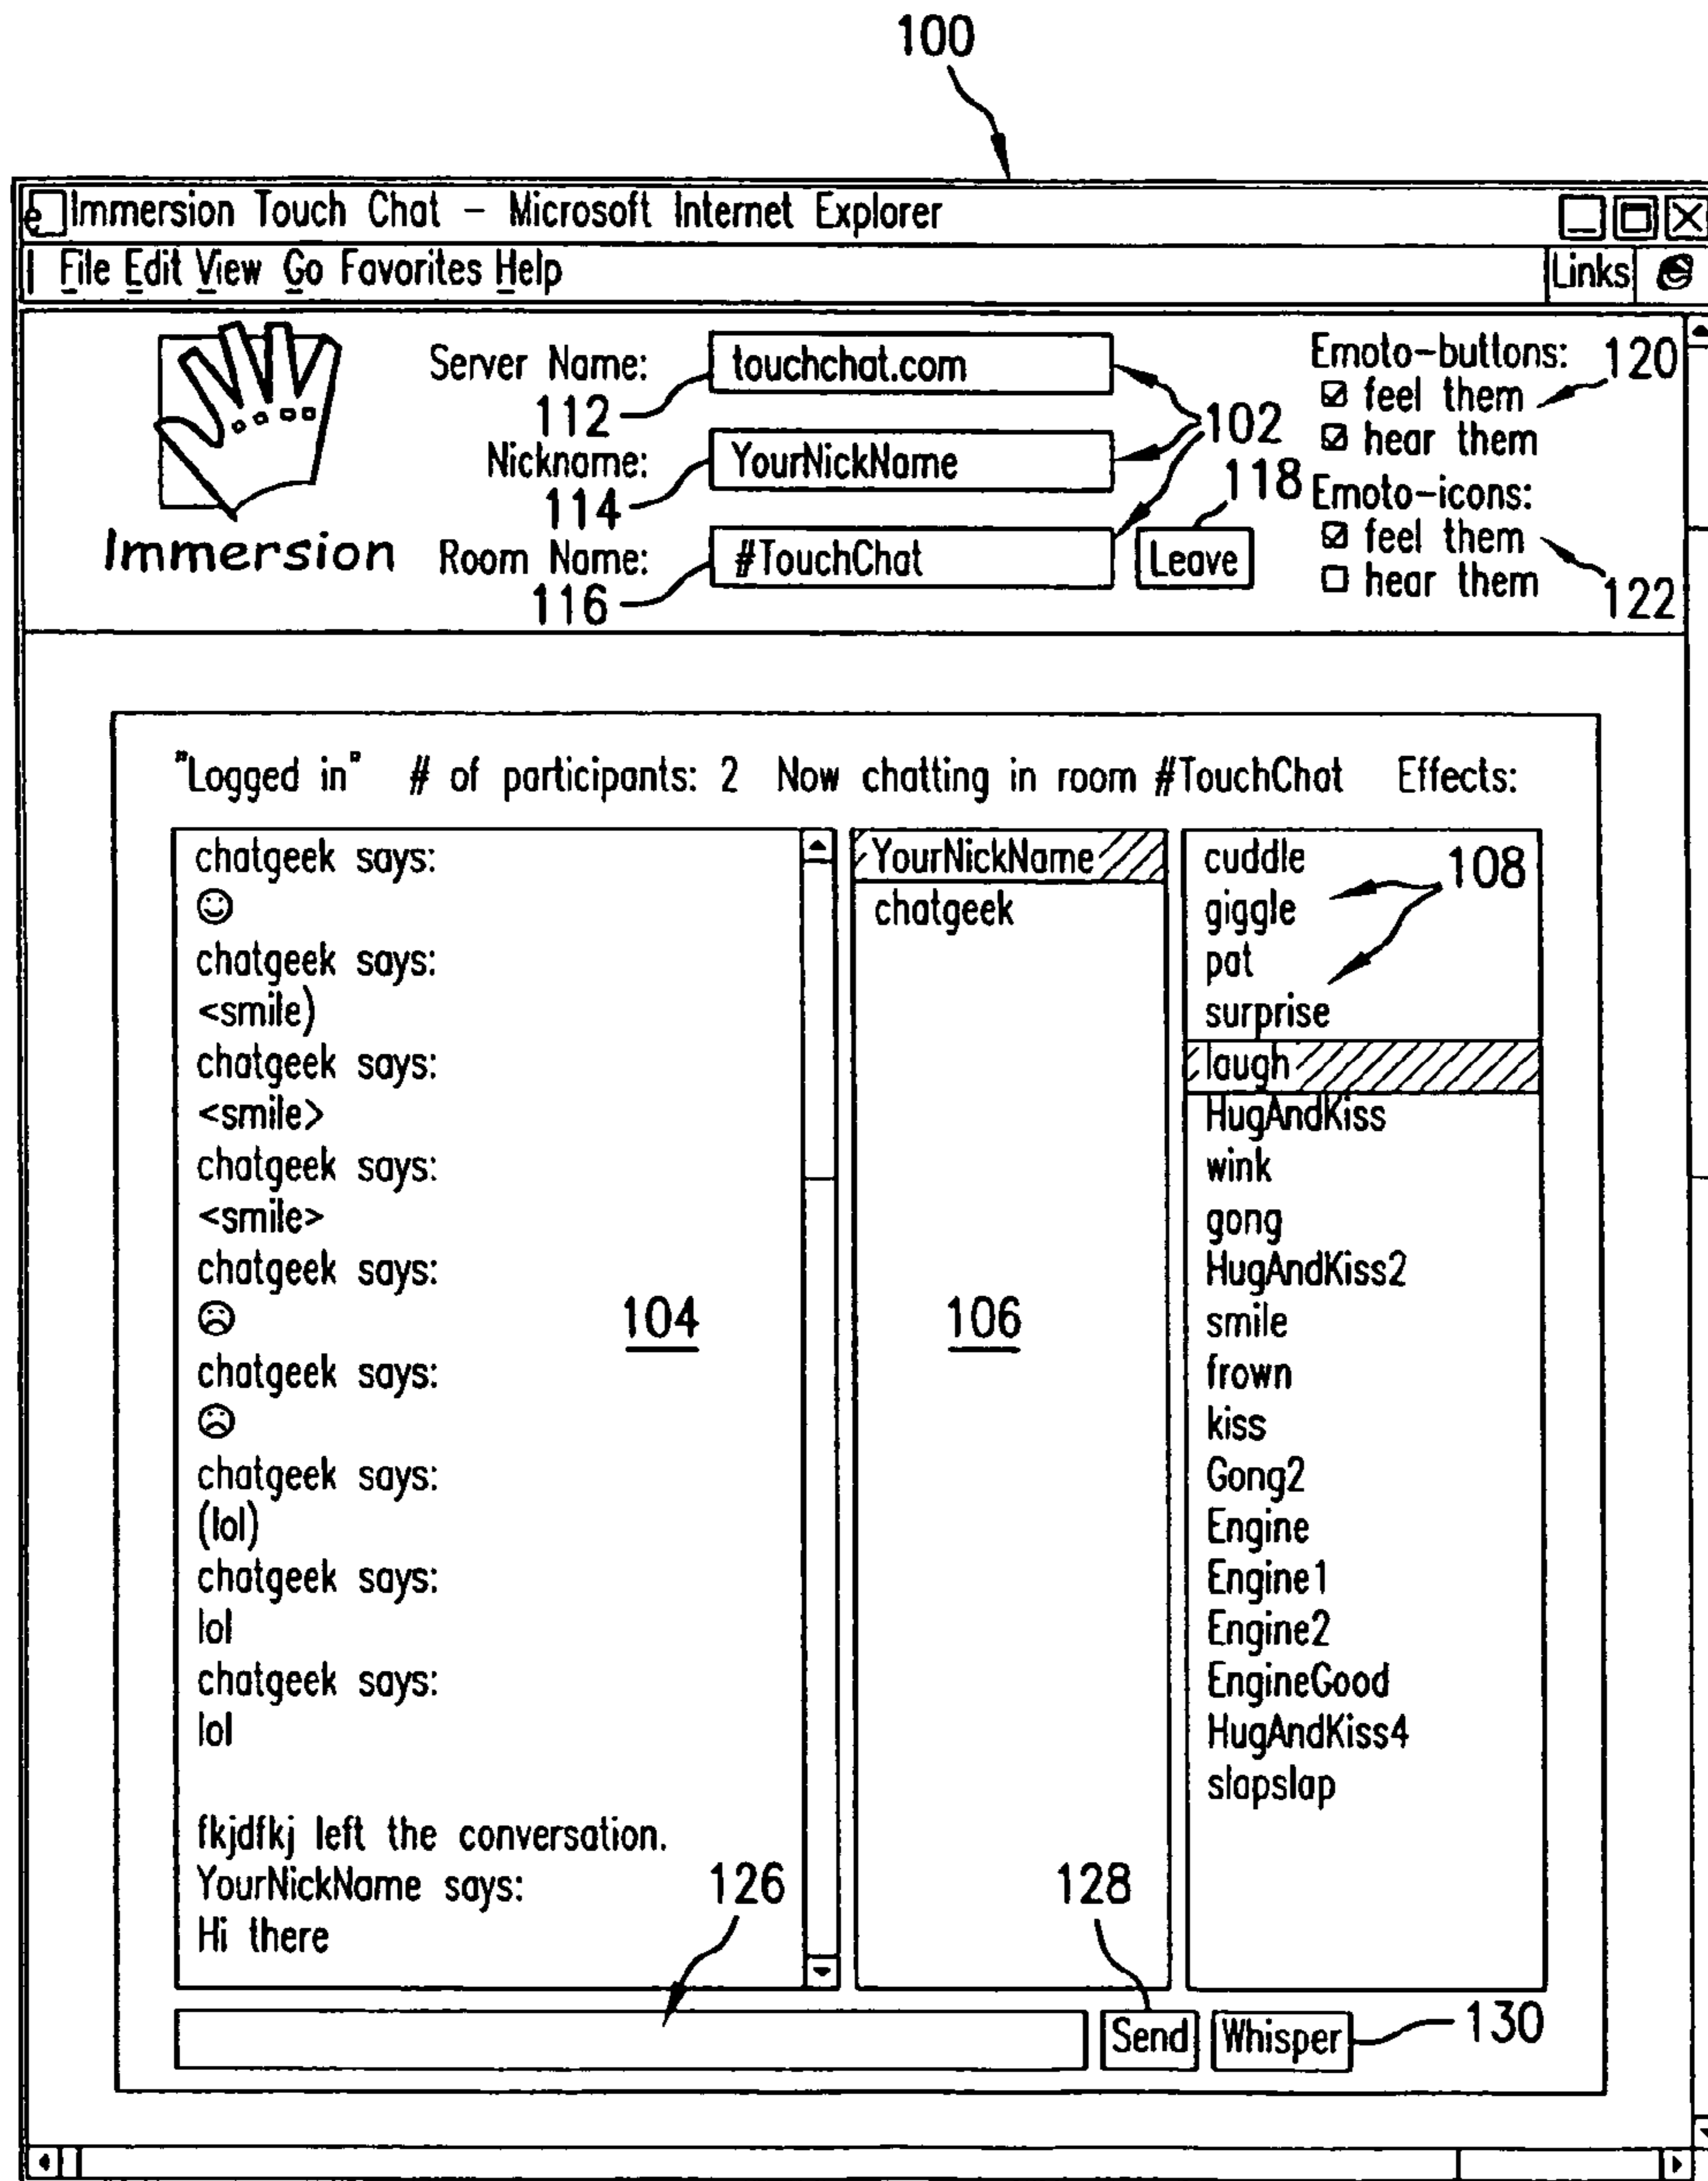 100
Immersion Touch Chat – Microsoft Internet Explorer
File Edit View Go Favorites Help
Links
Immersion
Server Name: touchchat.com
112
Nickname: YourNickName
114
Room Name: #TouchChat
116
102
118
Leave
Emoto-buttons:
120
☑ feel them
☑ hear them
Emoto-icons:
☑ feel them
☐ hear them
122
"Logged in" # of participants: 2 Now chatting in room #TouchChat Effects:
chatgeek says:
☺
chatgeek says:
<smile)
chatgeek says:
<smile>
chatgeek says:
<smile>
chatgeek says:
☹
chatgeek says:
☹
chatgeek says:
(lol)
chatgeek says:
lol
chatgeek says:
lol
fkjdfkj left the conversation.
YourNickName says:
Hi there
104
YourNickName
chatgeek
106
cuddle
giggle
pat
surprise
laugh
HugAndKiss
wink
gong
HugAndKiss2
smile
frown
kiss
Gong2
Engine
Engine1
Engine2
EngineGood
HugAndKiss4
slapslap
108
126
128
Send
Whisper
130